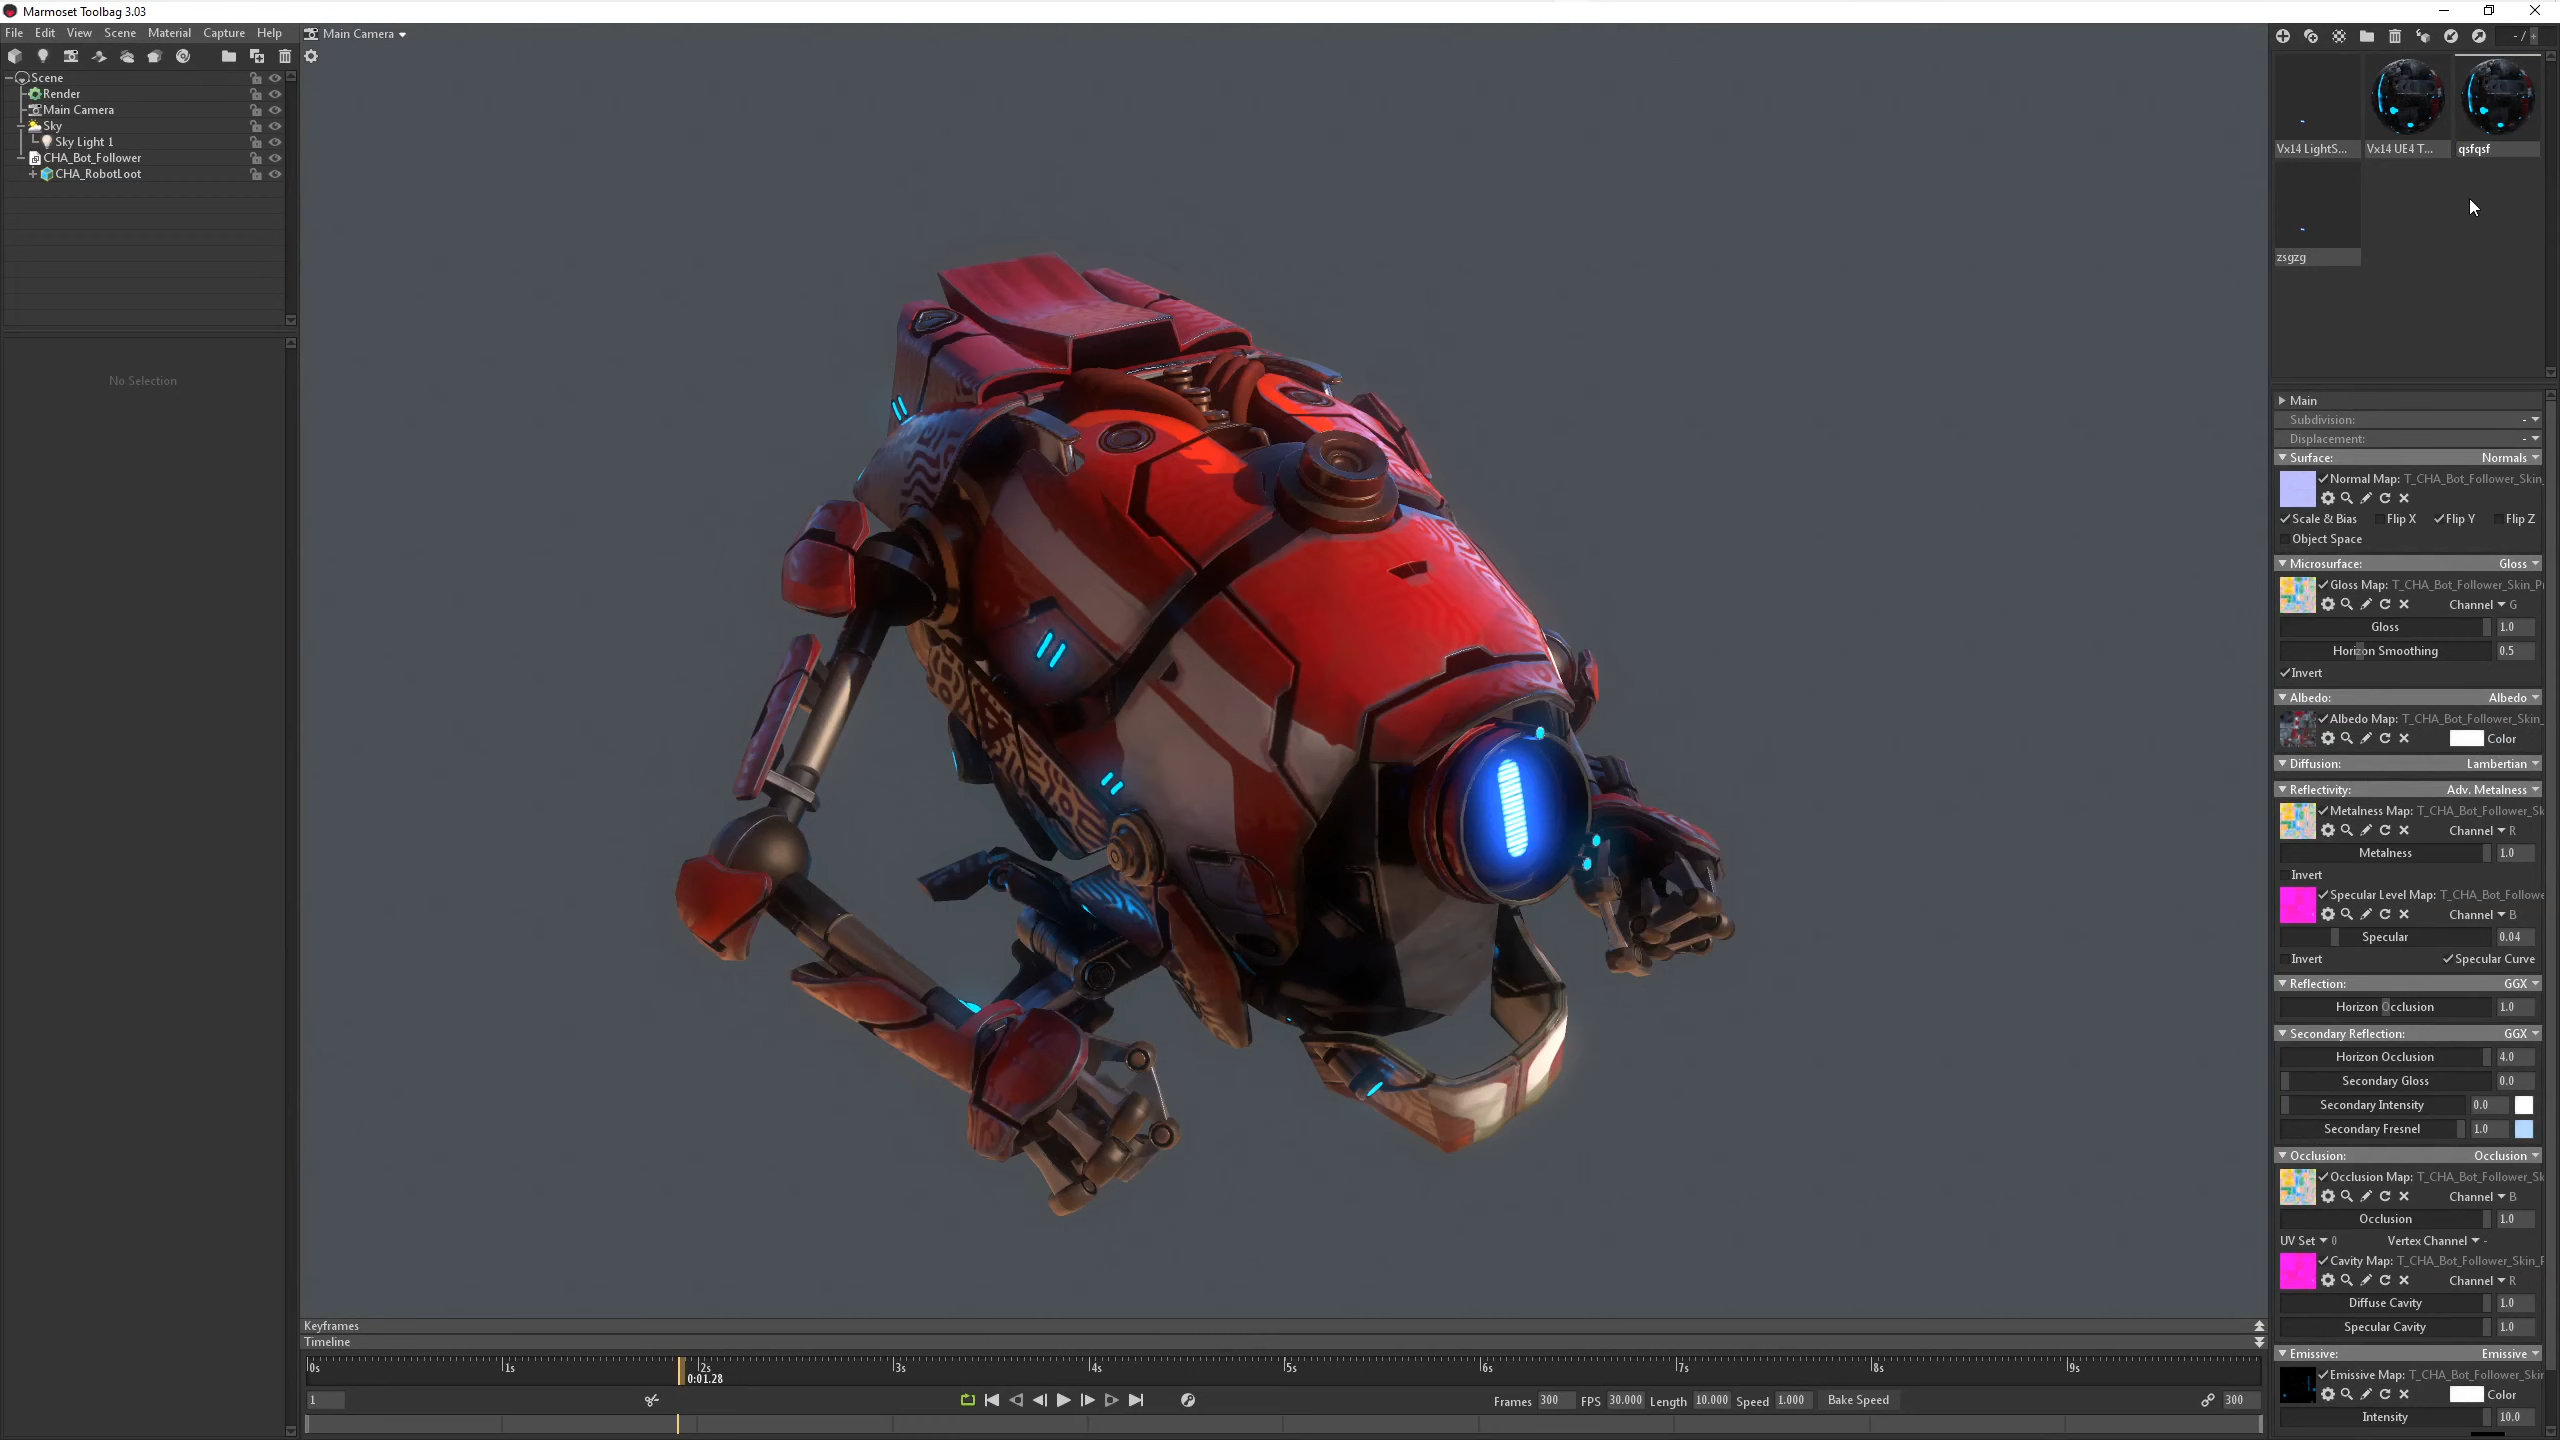 Marmoset Toolbag 3.03
File Edit View Scene Material Capture Help
Main Camera
- /
Scene
Render
Main Camera
Sky
Sky Light 1
CHA_Bot_Follower
CHA_RobotLoot
No Selection
Vx14 LightS... Vx14 UE4 T... qsfqsf
zsgzg
Main
Subdivision: -
Displacement: -
Surface: Normals
Normal Map: T_CHA_Bot_Follower_Skin_
Scale & Bias Flip X Flip Y Flip Z
Object Space
Microsurface: Gloss
Gloss Map: T_CHA_Bot_Follower_Skin_P
Channel G
Gloss 1.0
Horizon Smoothing 0.5
Invert
Albedo: Albedo
Albedo Map: T_CHA_Bot_Follower_Skin_
Color
Diffusion: Lambertian
Reflectivity: Adv. Metalness
Metalness Map: T_CHA_Bot_Follower_Sk
Channel R
Metalness 1.0
Invert
Specular Level Map: T_CHA_Bot_Followe
Channel B
Specular 0.04
Invert Specular Curve
Reflection: GGX
Horizon Occlusion 1.0
Secondary Reflection: GGX
Horizon Occlusion 4.0
Secondary Gloss 0.0
Secondary Intensity 0.0
Secondary Fresnel 1.0
Occlusion: Occlusion
Occlusion Map: T_CHA_Bot_Follower_Sk
Channel B
Occlusion 1.0
UV Set 0 Vertex Channel -
Cavity Map: T_CHA_Bot_Follower_Skin_
Channel R
Diffuse Cavity 1.0
Specular Cavity 1.0
Emissive: Emissive
Emissive Map: T_CHA_Bot_Follower_Skin
Color
Intensity 10.0
Keyframes
Timeline
0s 1s 2s 3s 4s 5s 6s 7s 8s 9s
0:01.28
1 Frames 300 FPS 30.000 Length 10.000 Speed 1.000 Bake Speed 300